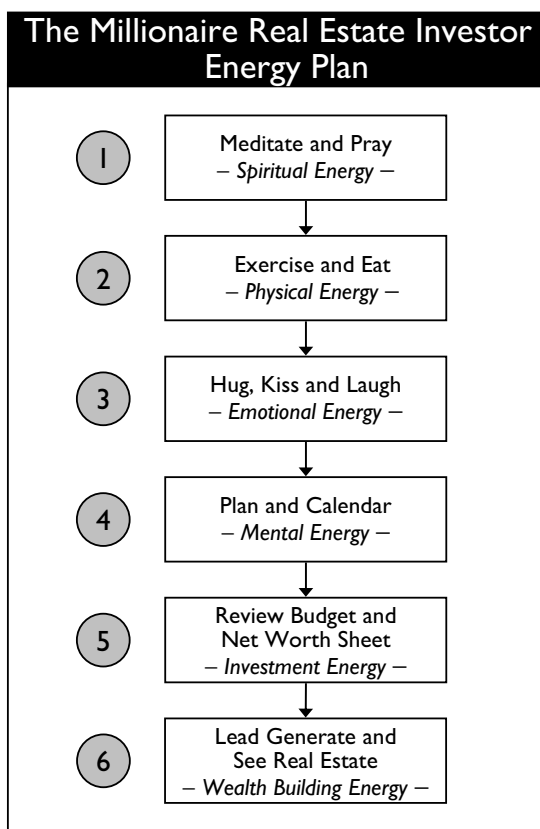 The Millionaire Real Estate Investor
Energy Plan
1
Meditate and Pray
– Spiritual Energy –
2
Exercise and Eat
– Physical Energy –
3
Hug, Kiss and Laugh
– Emotional Energy –
4
Plan and Calendar
– Mental Energy –
5
Review Budget and
Net Worth Sheet
– Investment Energy –
6
Lead Generate and
See Real Estate
– Wealth Building Energy –